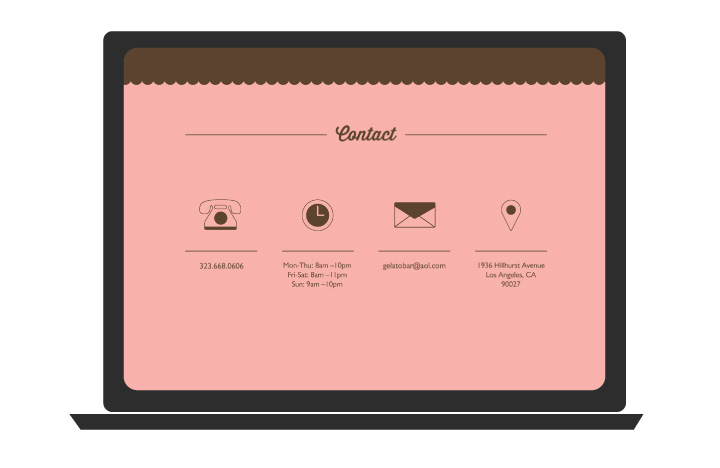 Contact
323.668.0606
Mon-Thu: 8am –10pm
Fri-Sat: 8am –11pm
Sun: 9am –10pm
gelatobar@aol.com
1936 Hillhurst Avenue
Los Angeles, CA
90027